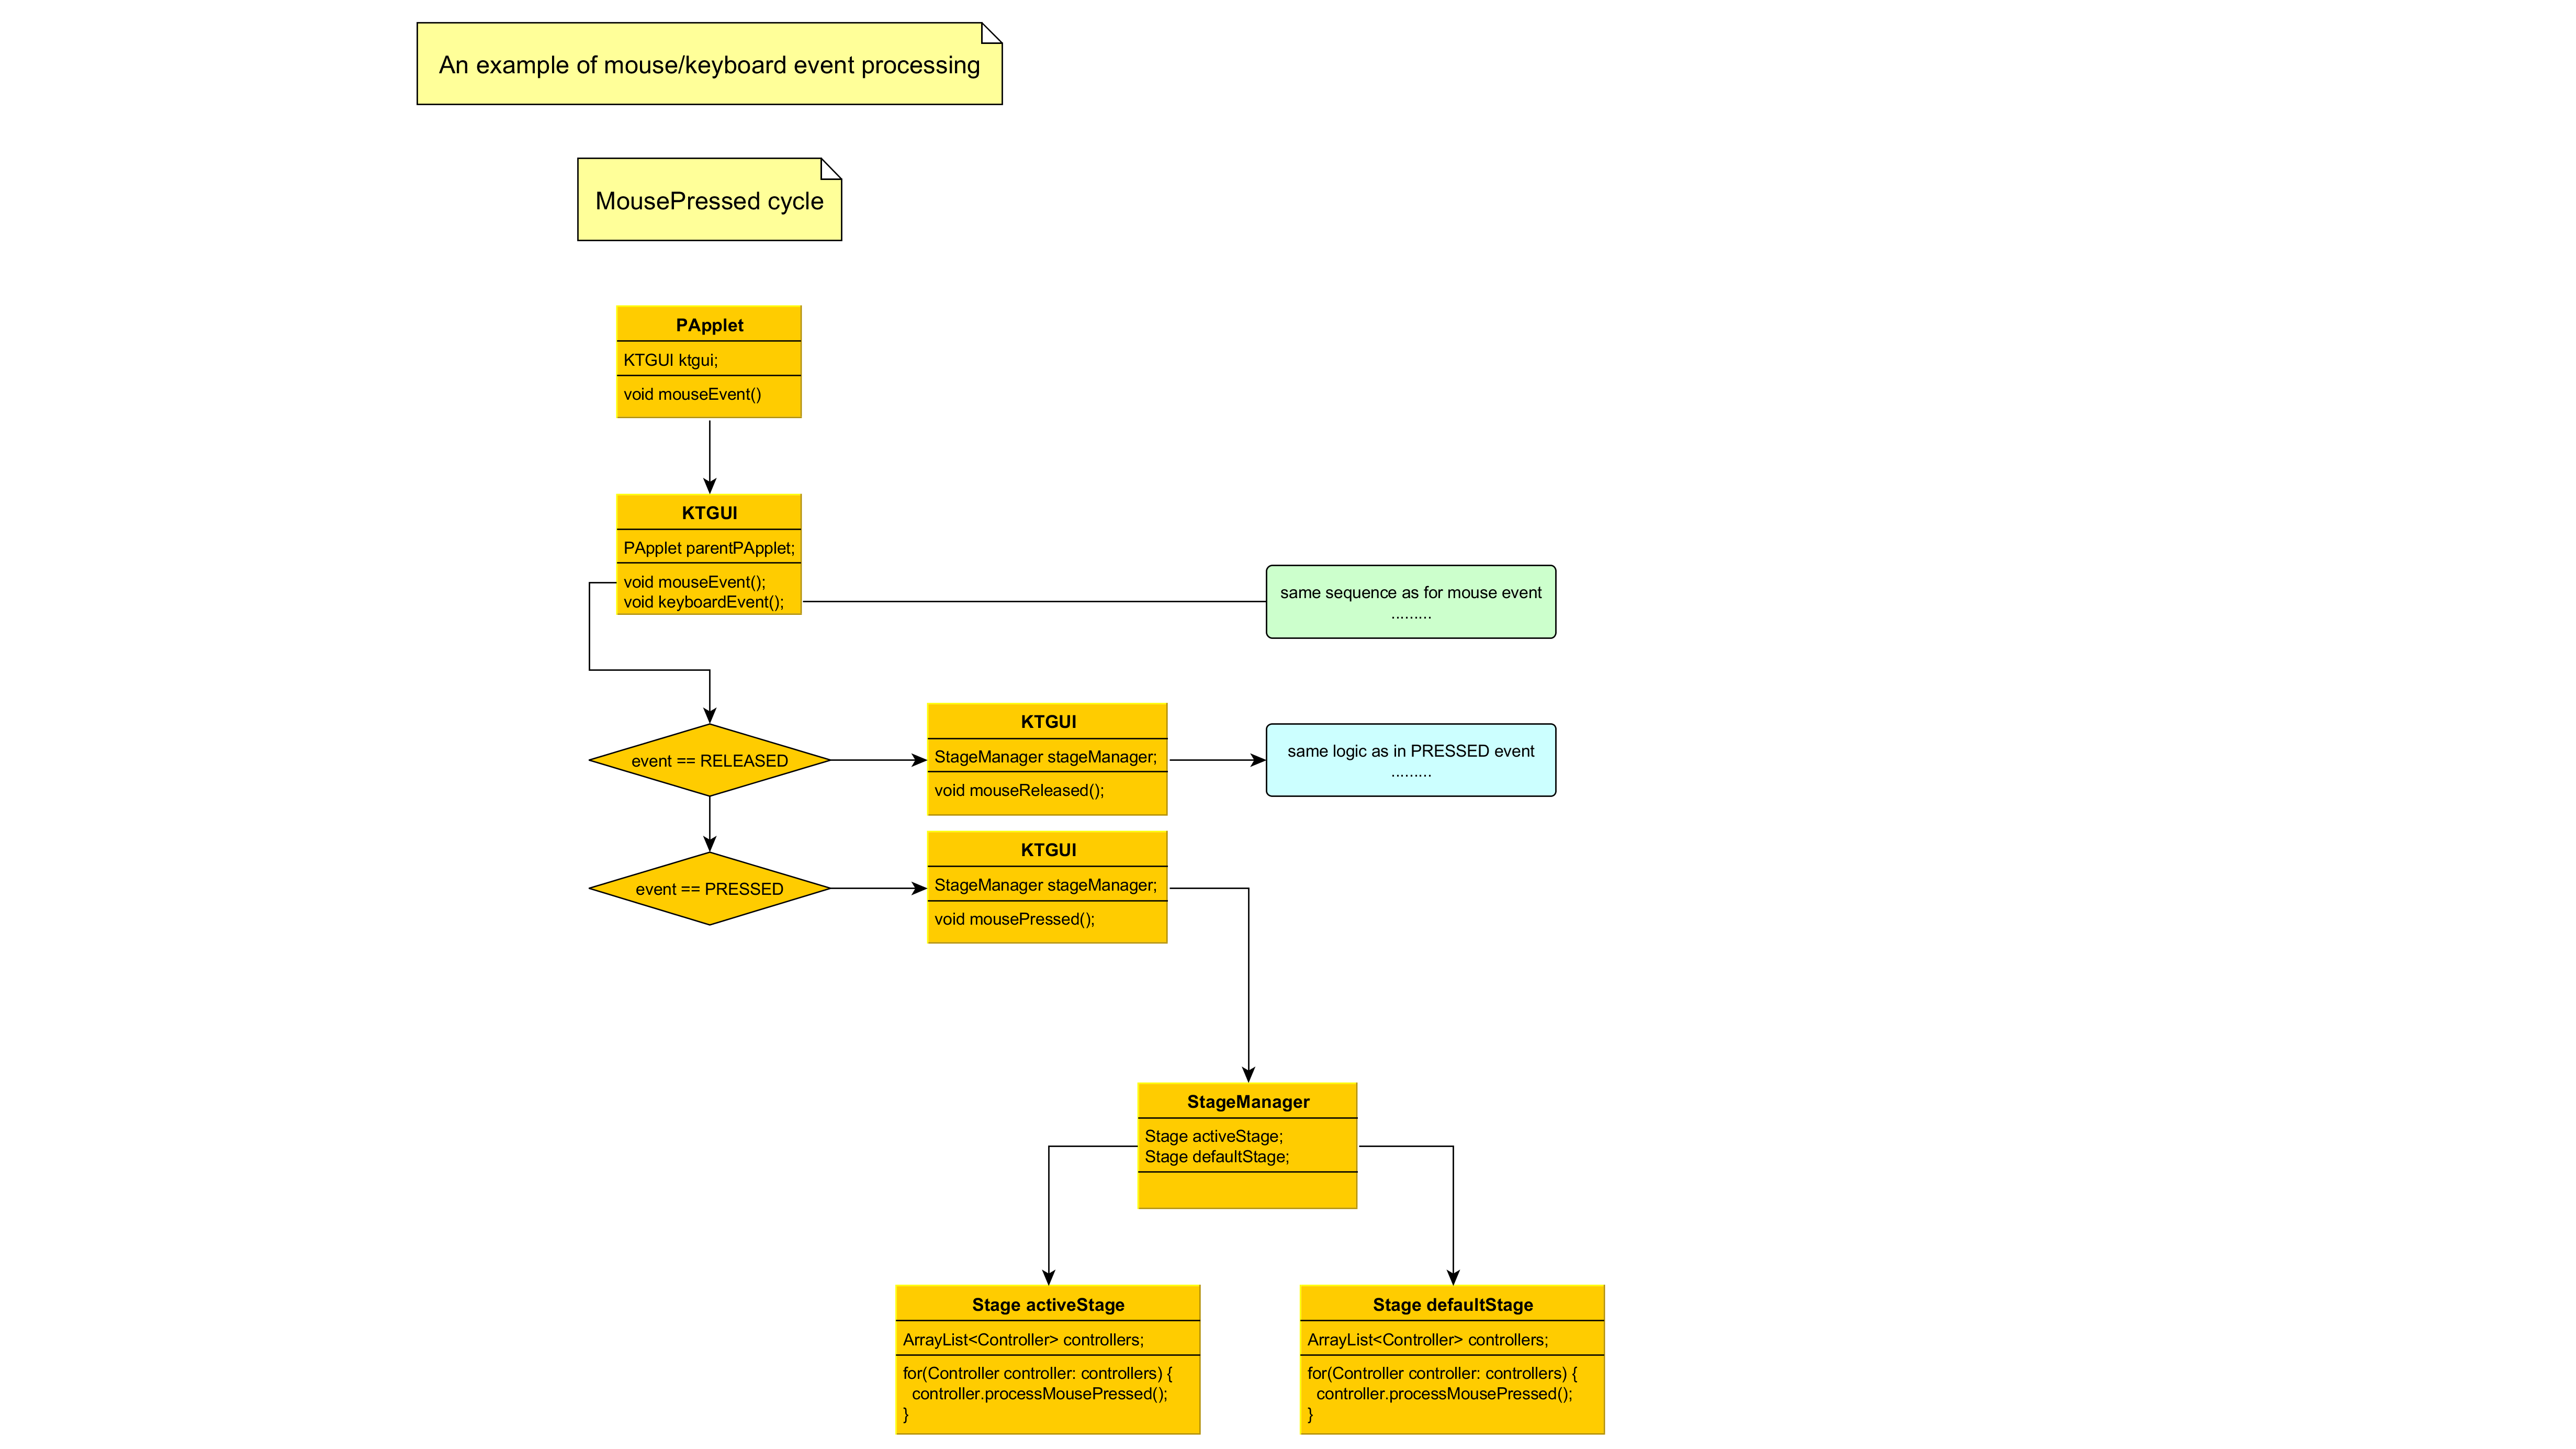 An example of mouse/keyboard event processing
MousePressed cycle
PApplet
KTGUI ktgui;
void mouseEvent()
KTGUI
PApplet parentPApplet;
void mouseEvent();
void keyboardEvent();
same sequence as for mouse event
.........
event == RELEASED
KTGUI
StageManager stageManager;
void mouseReleased();
same logic as in PRESSED event
.........
event == PRESSED
KTGUI
StageManager stageManager;
void mousePressed();
StageManager
Stage activeStage;
Stage defaultStage;
Stage activeStage
ArrayList<Controller> controllers;
for(Controller controller: controllers) {
controller.processMousePressed();
}
Stage defaultStage
ArrayList<Controller> controllers;
for(Controller controller: controllers) {
controller.processMousePressed();
}